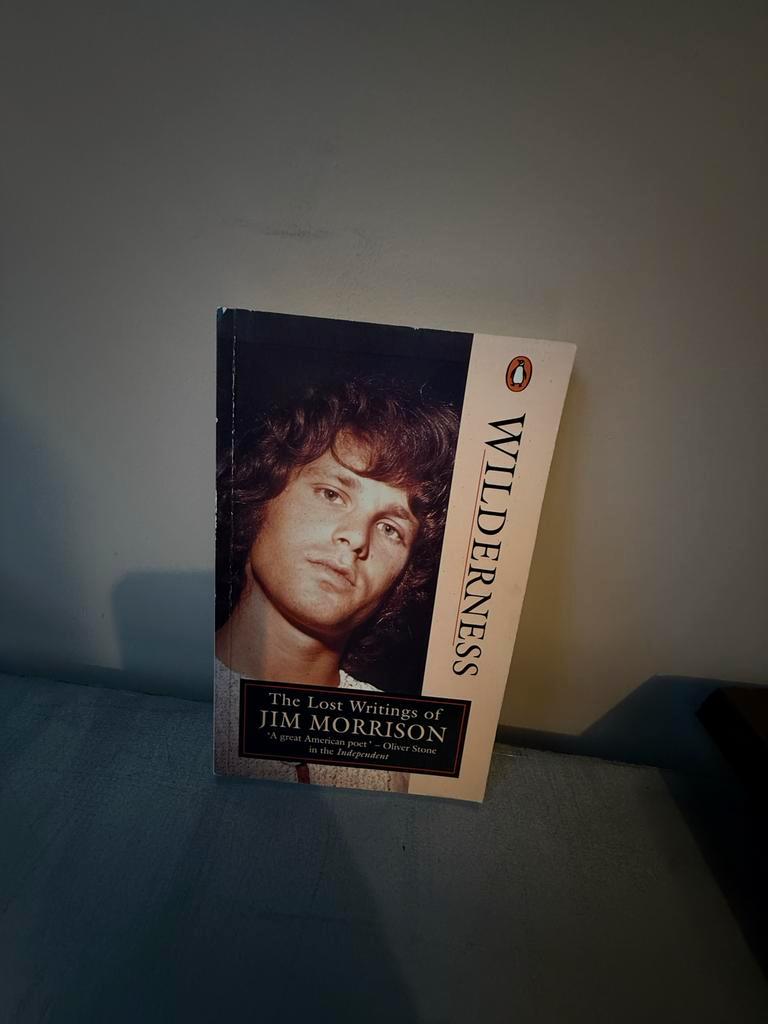 WILDERNESS
The Lost Writings of
JIM MORRISON
'A great American poet' – Oliver Stone
in the Independent